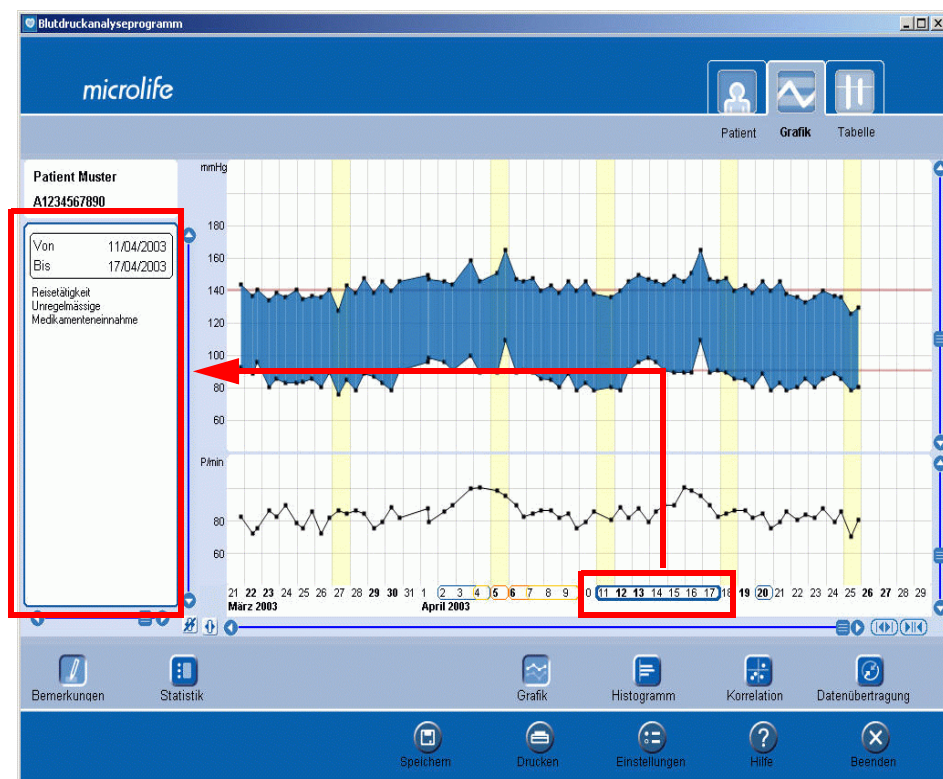 Blutdruckanalyseprogramm
microlife
Patient Grafik Tabelle
Patient Muster
A1234567890
Von 11/04/2003
Bis 17/04/2003
Reisetätigkeit
Unregelmässige
Medikamenteneinnahme
mmHg
180
160
140
120
100
80
60
P/min
80
60
21 22 23 24 25 26 27 28 29 30 31 1 2 3 4 5 6 7 8 9 0 11 12 13 14 15 16 17 18 19 20 21 22 23 24 25 26 27 28 29
März 2003 April 2003
Bemerkungen Statistik Grafik Histogramm Korrelation Datenübertragung
Speichern Drucken Einstellungen Hilfe Beenden